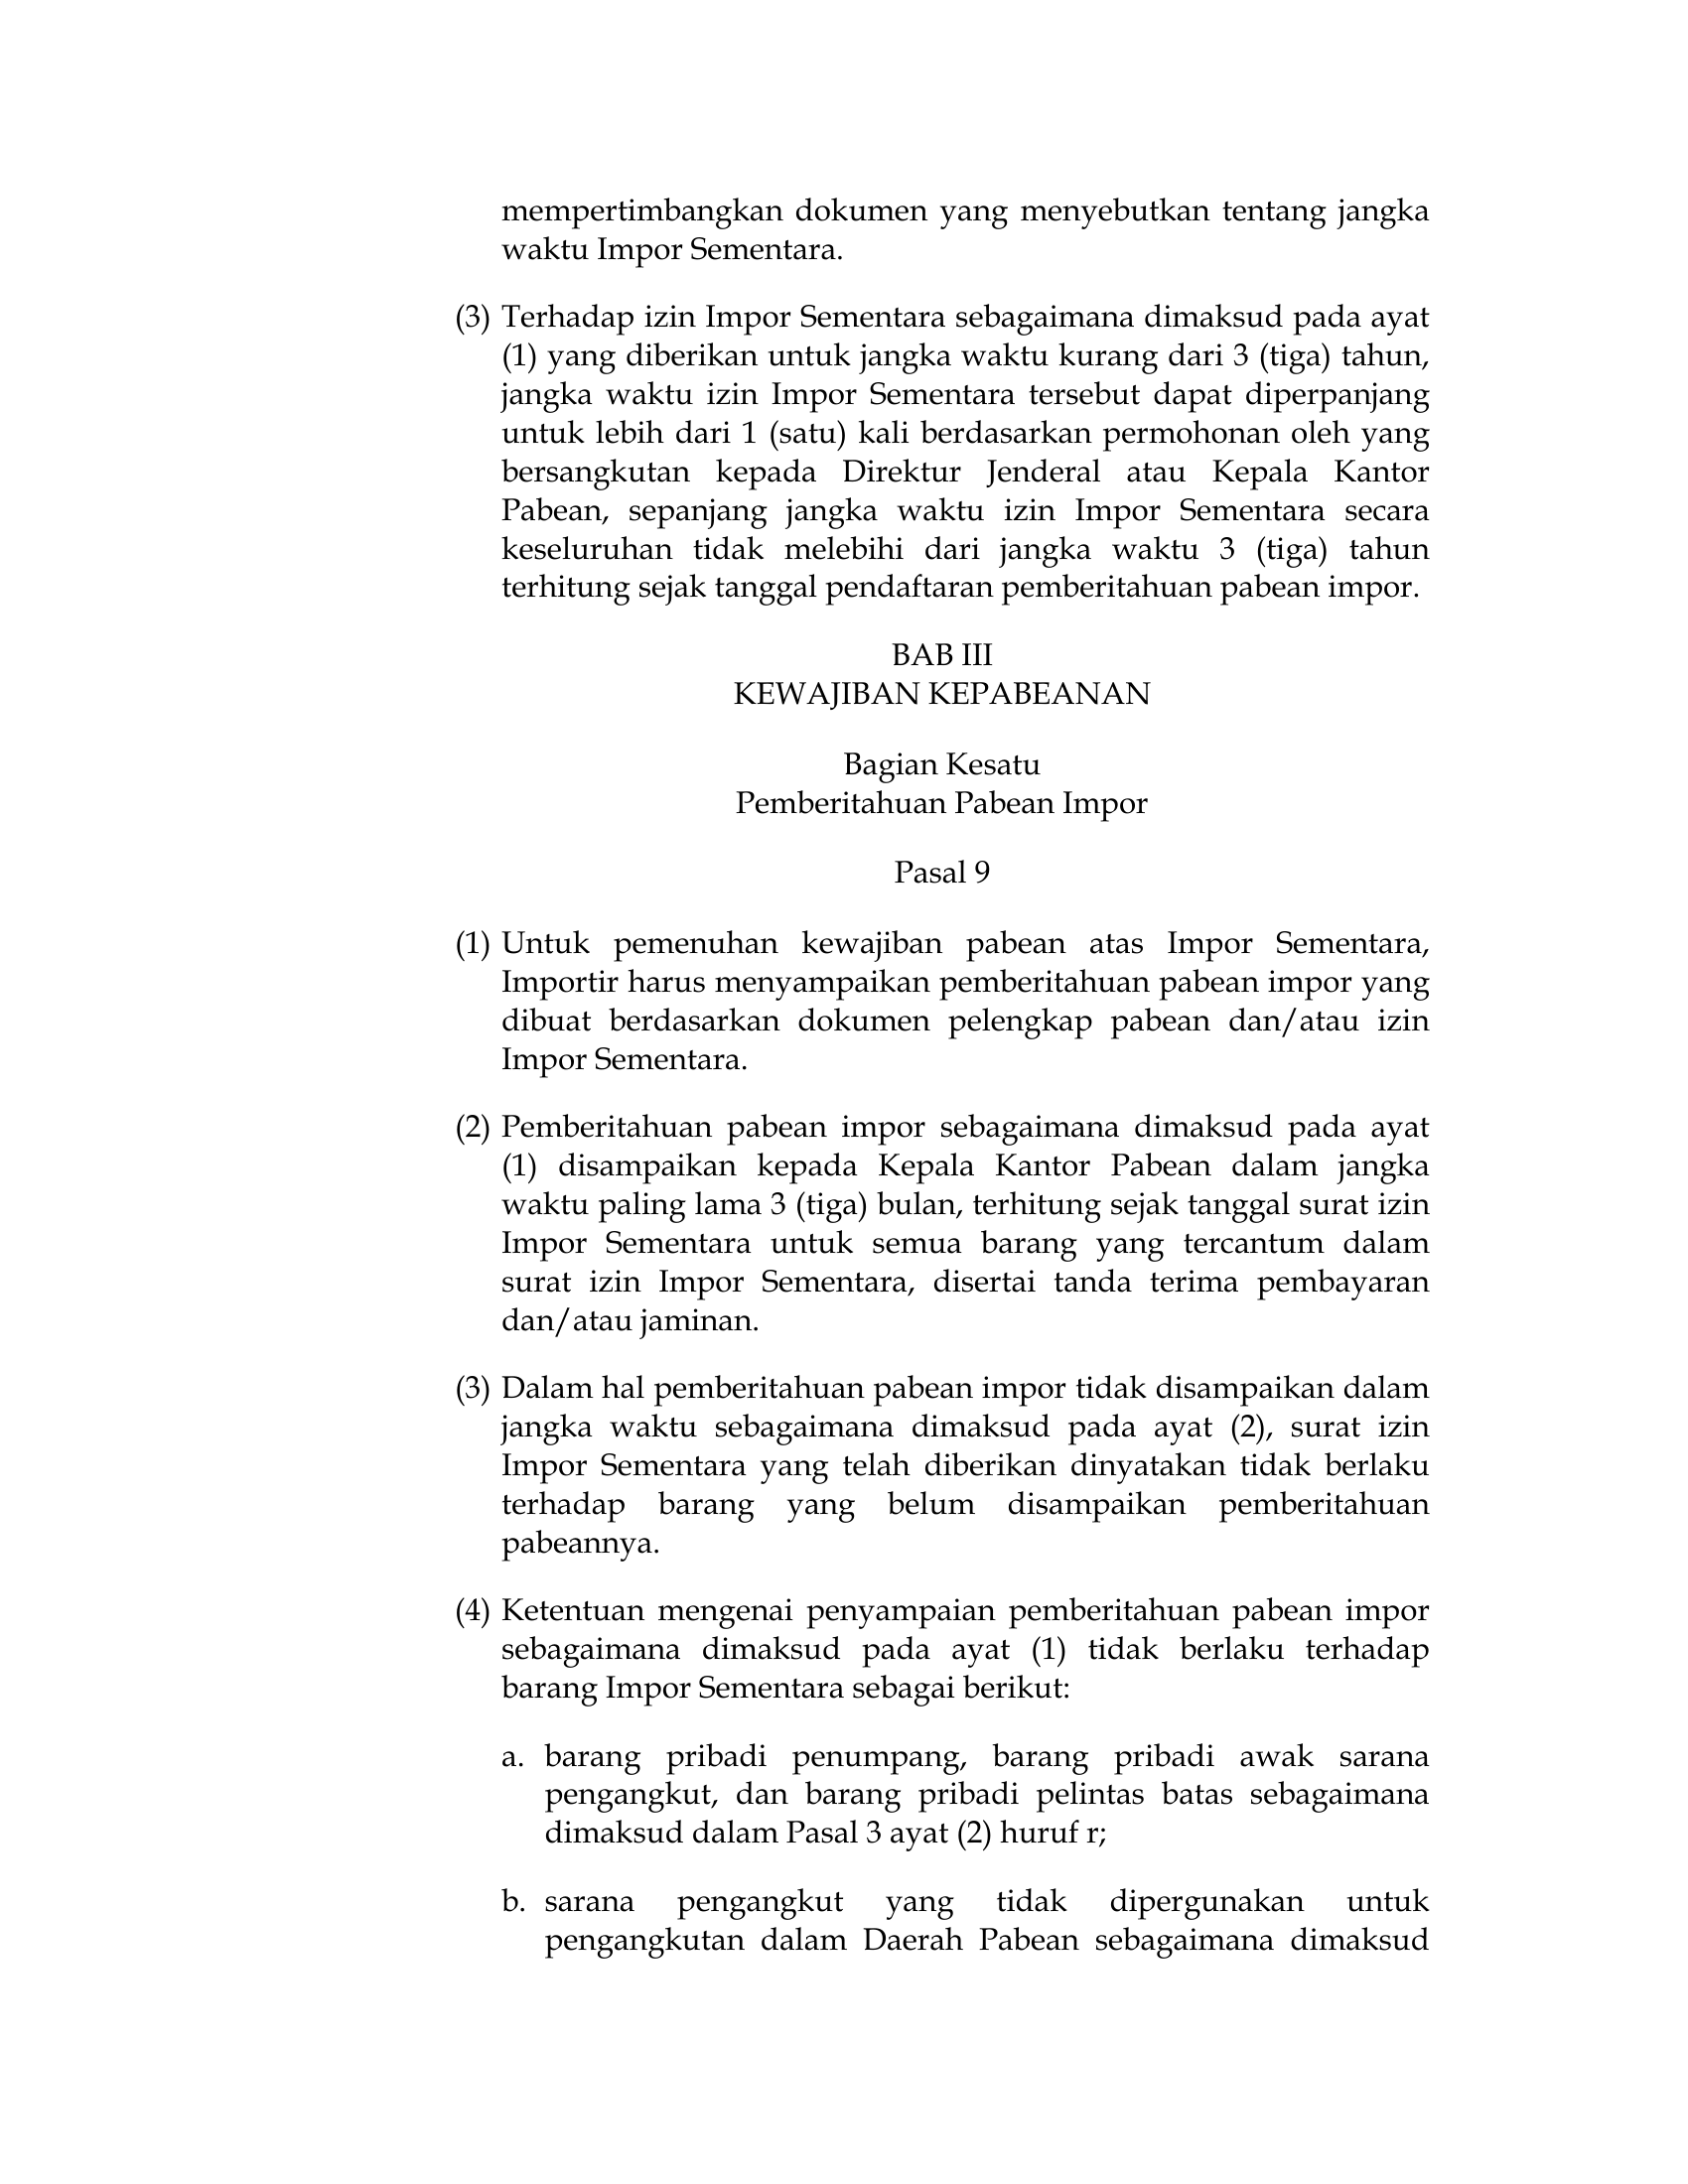 mempertimbangkan dokumen yang menyebutkan tentang jangka
waktu Impor Sementara.
(3) Terhadap izin Impor Sementara sebagaimana dimaksud pada ayat
(1) yang diberikan untuk jangka waktu kurang dari 3 (tiga) tahun,
jangka waktu izin Impor Sementara tersebut dapat diperpanjang
untuk lebih dari 1 (satu) kali berdasarkan permohonan oleh yang
bersangkutan kepada Direktur Jenderal atau Kepala Kantor
Pabean, sepanjang jangka waktu izin Impor Sementara secara
keseluruhan tidak melebihi dari jangka waktu 3 (tiga) tahun
terhitung sejak tanggal pendaftaran pemberitahuan pabean impor.
BAB III
KEWAJIBAN KEPABEANAN
Bagian Kesatu
Pemberitahuan Pabean Impor
Pasal 9
(1) Untuk pemenuhan kewajiban pabean atas Impor Sementara,
Importir harus menyampaikan pemberitahuan pabean impor yang
dibuat berdasarkan dokumen pelengkap pabean dan/atau izin
Impor Sementara.
(2) Pemberitahuan pabean impor sebagaimana dimaksud pada ayat
(1) disampaikan kepada Kepala Kantor Pabean dalam jangka
waktu paling lama 3 (tiga) bulan, terhitung sejak tanggal surat izin
Impor Sementara untuk semua barang yang tercantum dalam
surat izin Impor Sementara, disertai tanda terima pembayaran
dan/atau jaminan.
(3) Dalam hal pemberitahuan pabean impor tidak disampaikan dalam
jangka waktu sebagaimana dimaksud pada ayat (2), surat izin
Impor Sementara yang telah diberikan dinyatakan tidak berlaku
terhadap barang yang belum disampaikan pemberitahuan
pabeannya.
(4) Ketentuan mengenai penyampaian pemberitahuan pabean impor
sebagaimana dimaksud pada ayat (1) tidak berlaku terhadap
barang Impor Sementara sebagai berikut:
a. barang pribadi penumpang, barang pribadi awak sarana
pengangkut, dan barang pribadi pelintas batas sebagaimana
dimaksud dalam Pasal 3 ayat (2) huruf r;
b. sarana pengangkut yang tidak dipergunakan untuk
pengangkutan dalam Daerah Pabean sebagaimana dimaksud